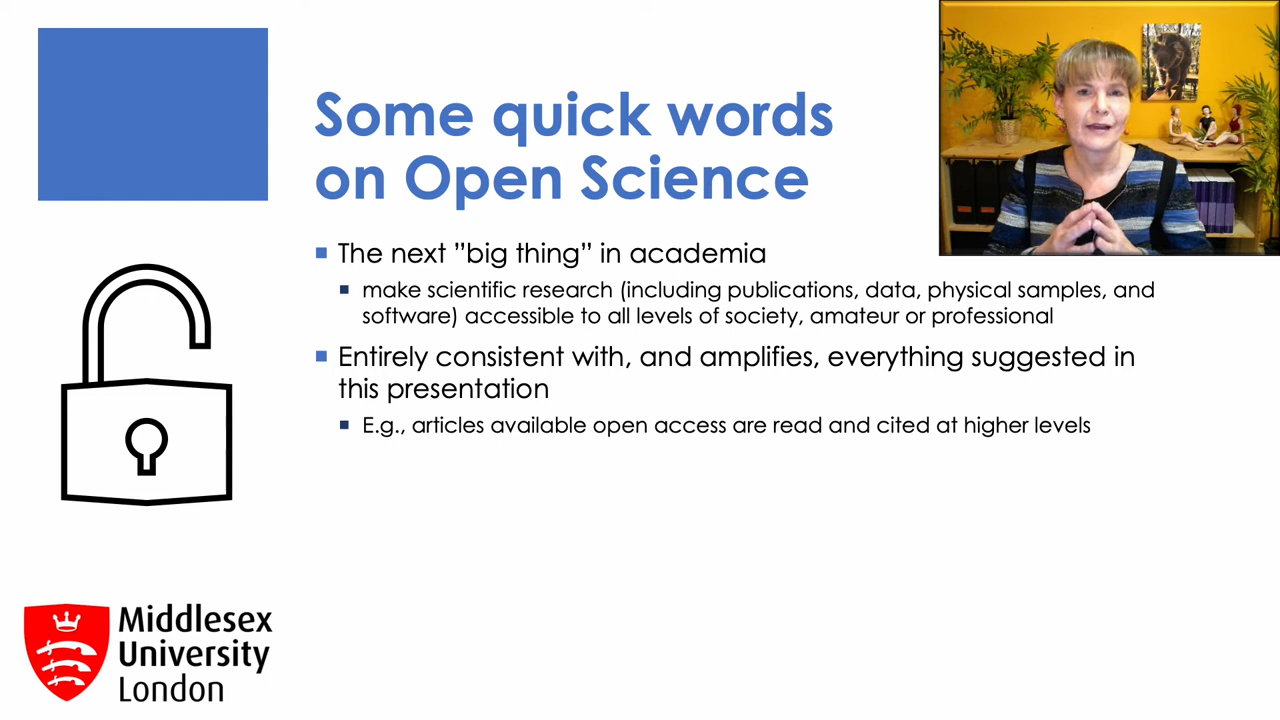 Some quick words
on Open Science
The next ”big thing” in academia
make scientific research (including publications, data, physical samples, and
software) accessible to all levels of society, amateur or professional
Entirely consistent with, and amplifies, everything suggested in
this presentation
E.g., articles available open access are read and cited at higher levels
Middlesex
University
London